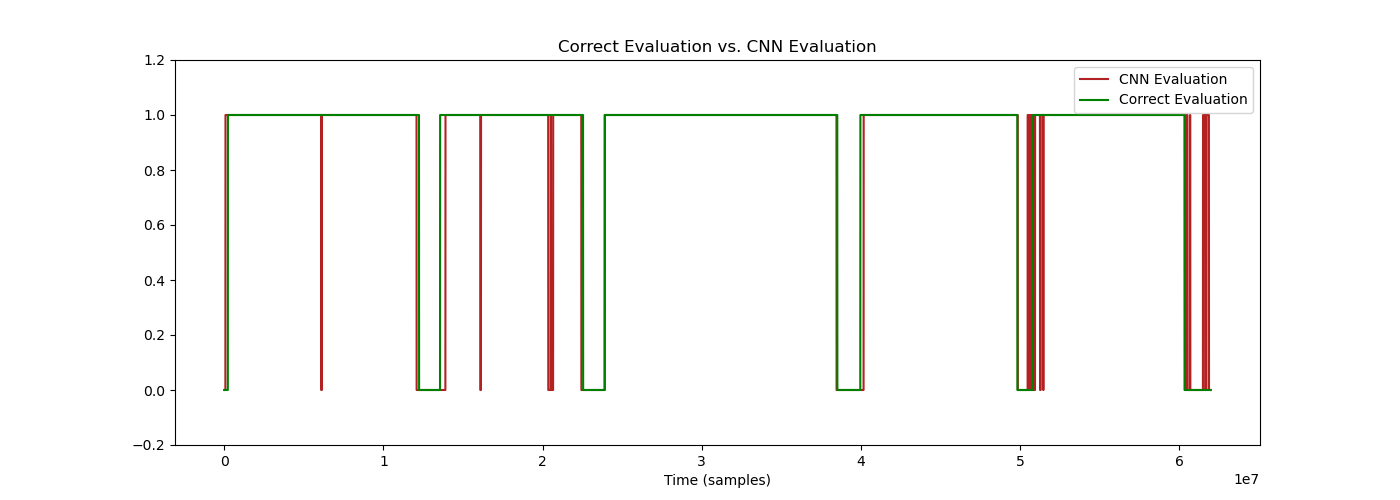 Correct Evaluation vs. CNN Evaluation
1.2
1.0
0.8
0.6
0.4
0.2
0.0
−0.2
CNN Evaluation
Correct Evaluation
0 1 2 3 4 5 6
1e7
Time (samples)